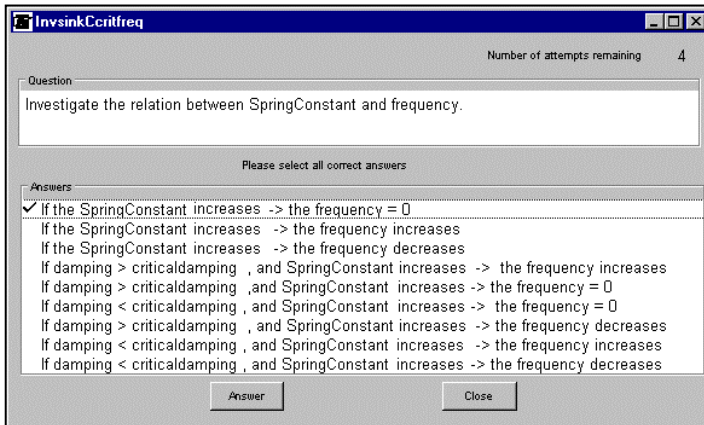 InvsinkCcritfreq
Number of attempts remaining 4
Question
Investigate the relation between SpringConstant and frequency.
Please select all correct answers
Answers
✓ If the SpringConstant increases -> the frequency = 0
If the SpringConstant increases -> the frequency increases
If the SpringConstant increases -> the frequency decreases
If damping > criticaldamping , and SpringConstant increases -> the frequency increases
If damping > criticaldamping ,and SpringConstant increases -> the frequency = 0
If damping < criticaldamping , and SpringConstant increases -> the frequency = 0
If damping > criticaldamping , and SpringConstant increases -> the frequency decreases
If damping < criticaldamping , and SpringConstant increases -> the frequency increases
If damping < criticaldamping , and SpringConstant increases -> the frequency decreases
Answer Close